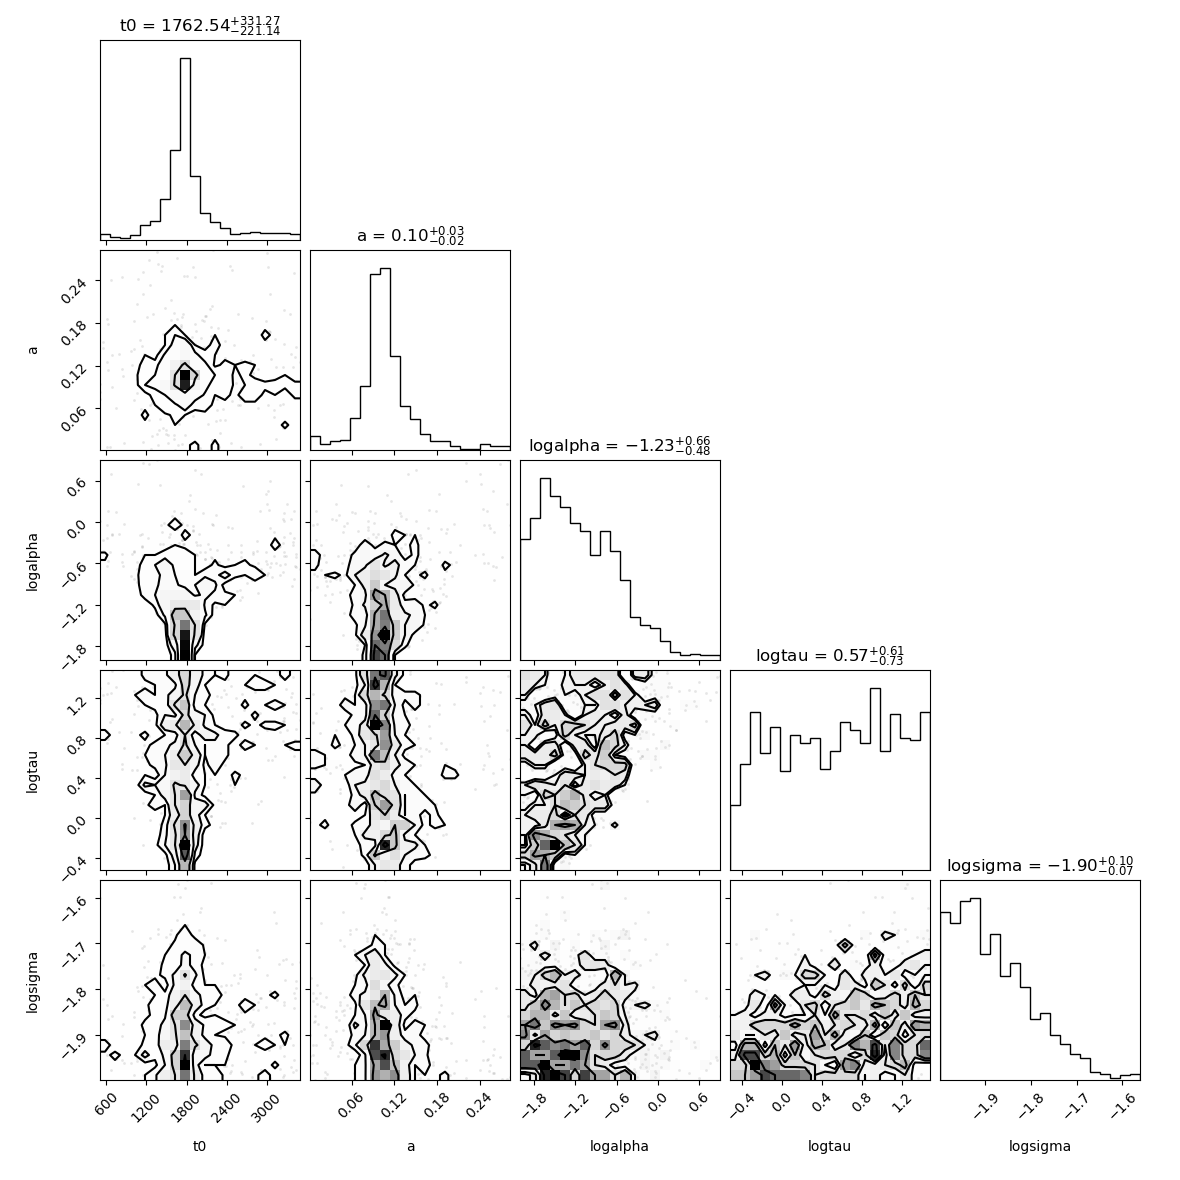 t0 = 1762.54+331.27−221.14
a = 0.10+0.03−0.02
0.24
0.18
0.12
0.06
a
logalpha = −1.23+0.66−0.48
0.6
0.0
−0.6
−1.2
−1.8
logalpha
logtau = 0.57+0.61−0.73
1.2
0.8
0.4
0.0
−0.4
logtau
logsigma = −1.90+0.10−0.07
−1.6
−1.7
−1.8
−1.9
logsigma
600 1200 1800 2400 3000 0.06 0.12 0.18 0.24 −1.8 −1.2 −0.6 0.0 0.6 −0.4 0.0 0.4 0.8 1.2 −1.9 −1.8 −1.7 −1.6
t0 a logalpha logtau logsigma